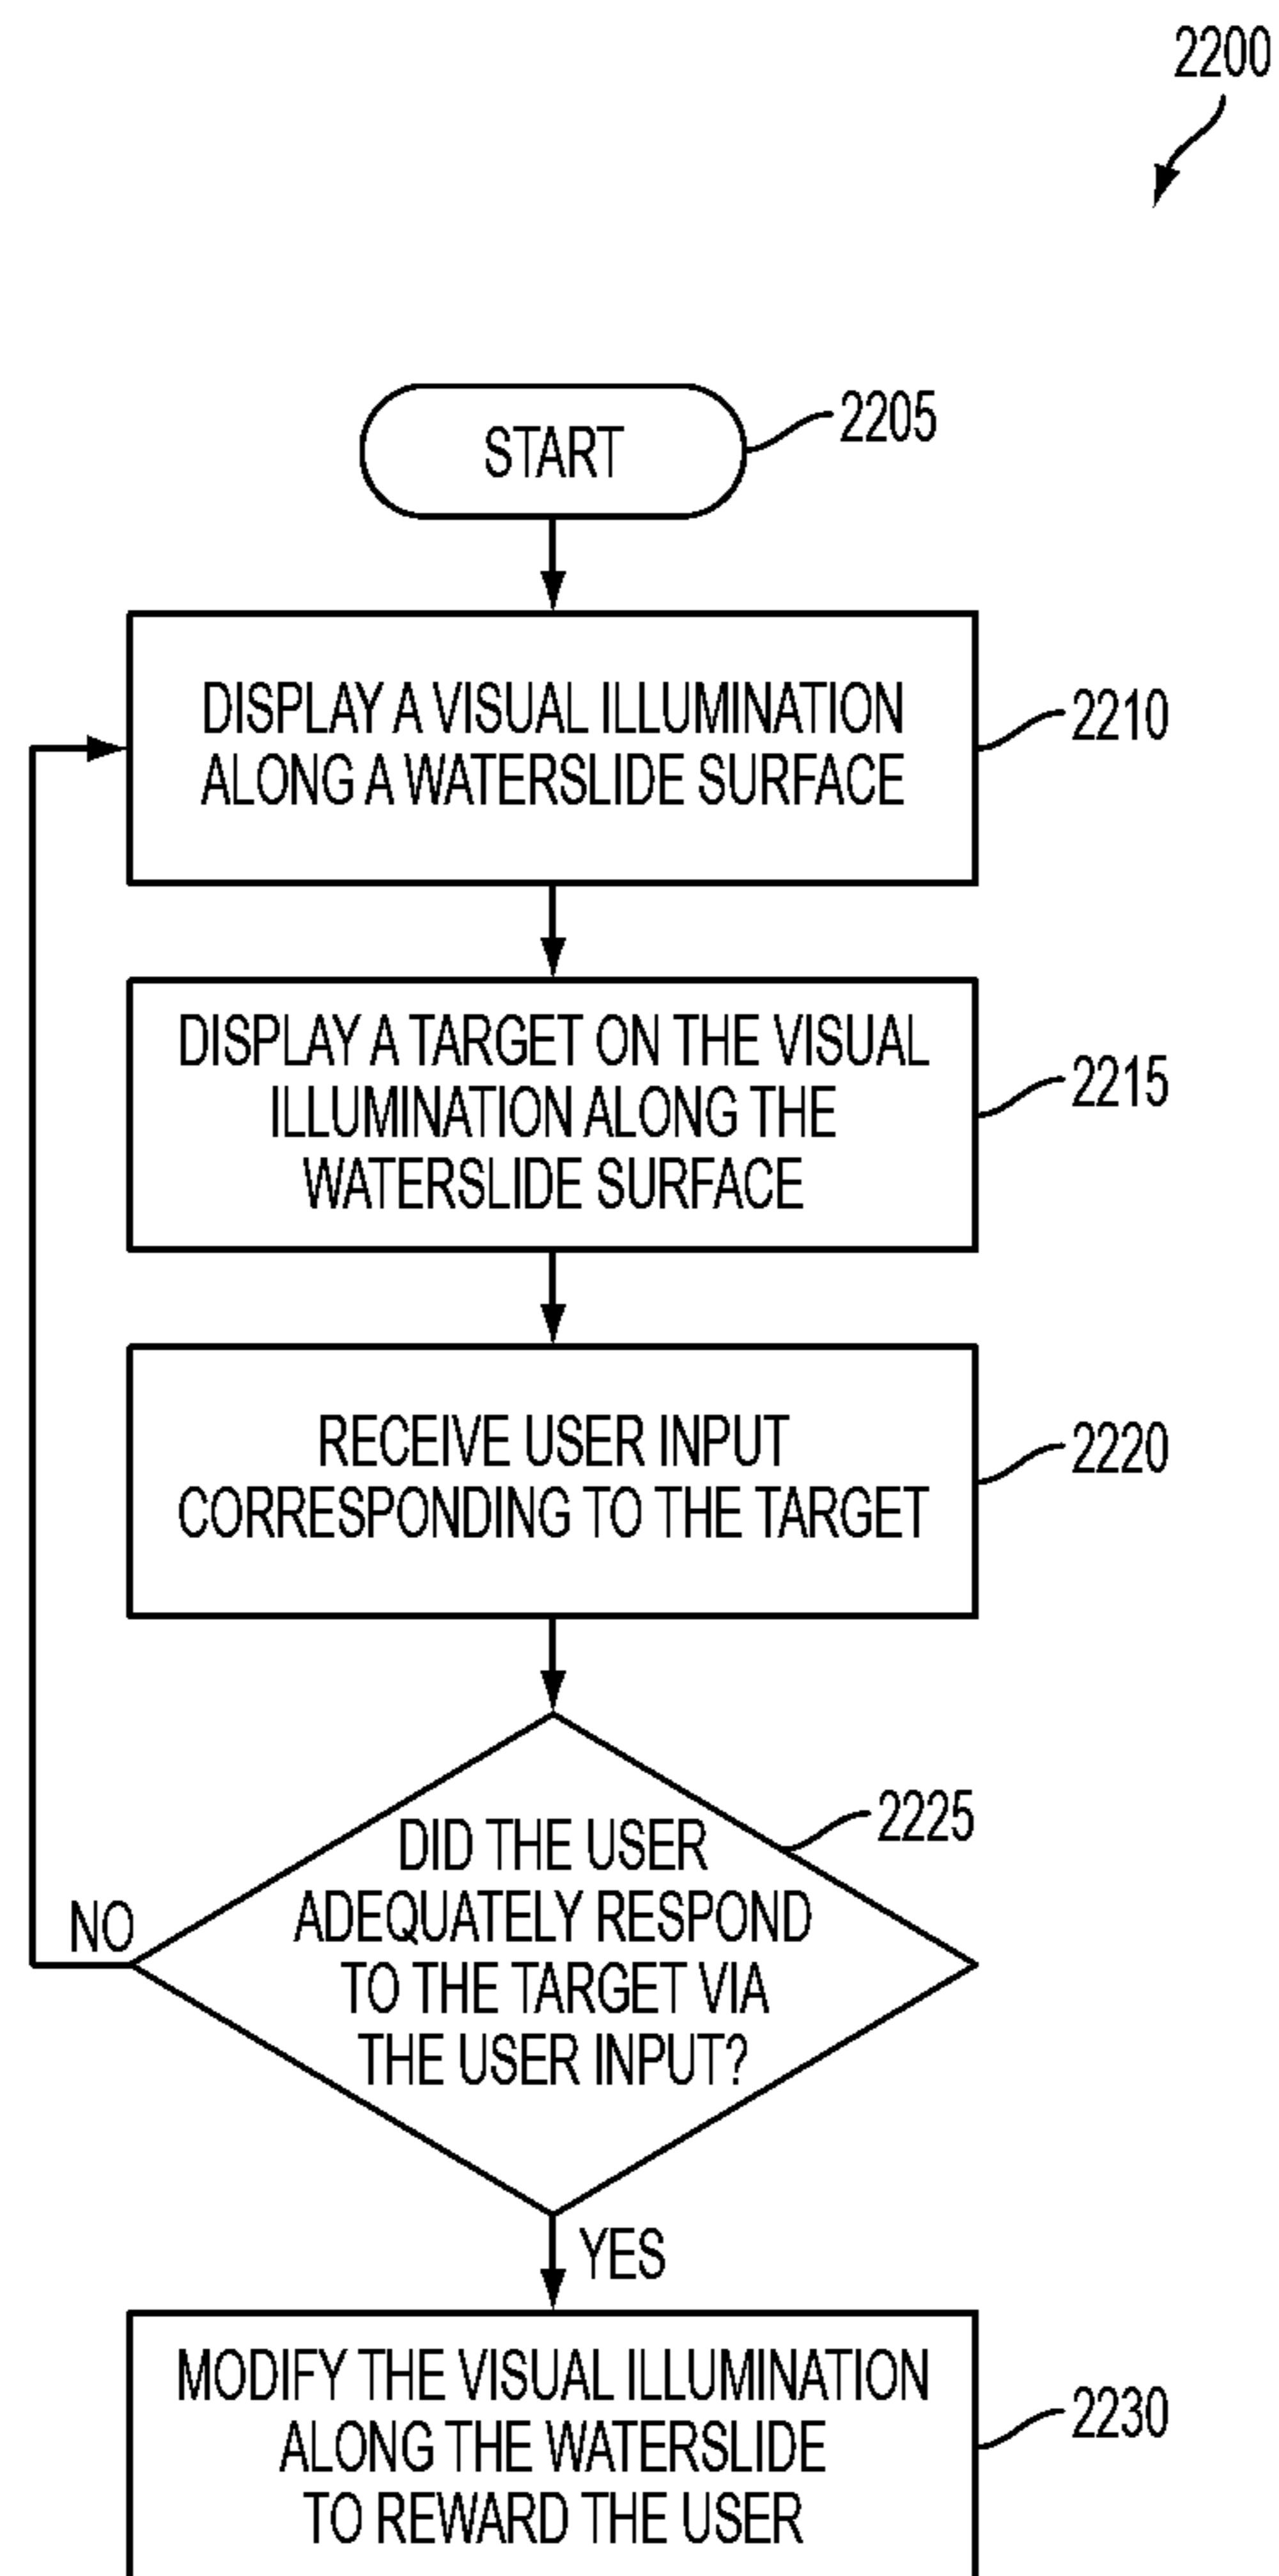 2200
START
2205
DISPLAY A VISUAL ILLUMINATION
ALONG A WATERSLIDE SURFACE
2210
DISPLAY A TARGET ON THE VISUAL
ILLUMINATION ALONG THE
WATERSLIDE SURFACE
2215
RECEIVE USER INPUT
CORRESPONDING TO THE TARGET
2220
DID THE USER
ADEQUATELY RESPOND
TO THE TARGET VIA
THE USER INPUT?
2225
NO
YES
MODIFY THE VISUAL ILLUMINATION
ALONG THE WATERSLIDE
TO REWARD THE USER
2230